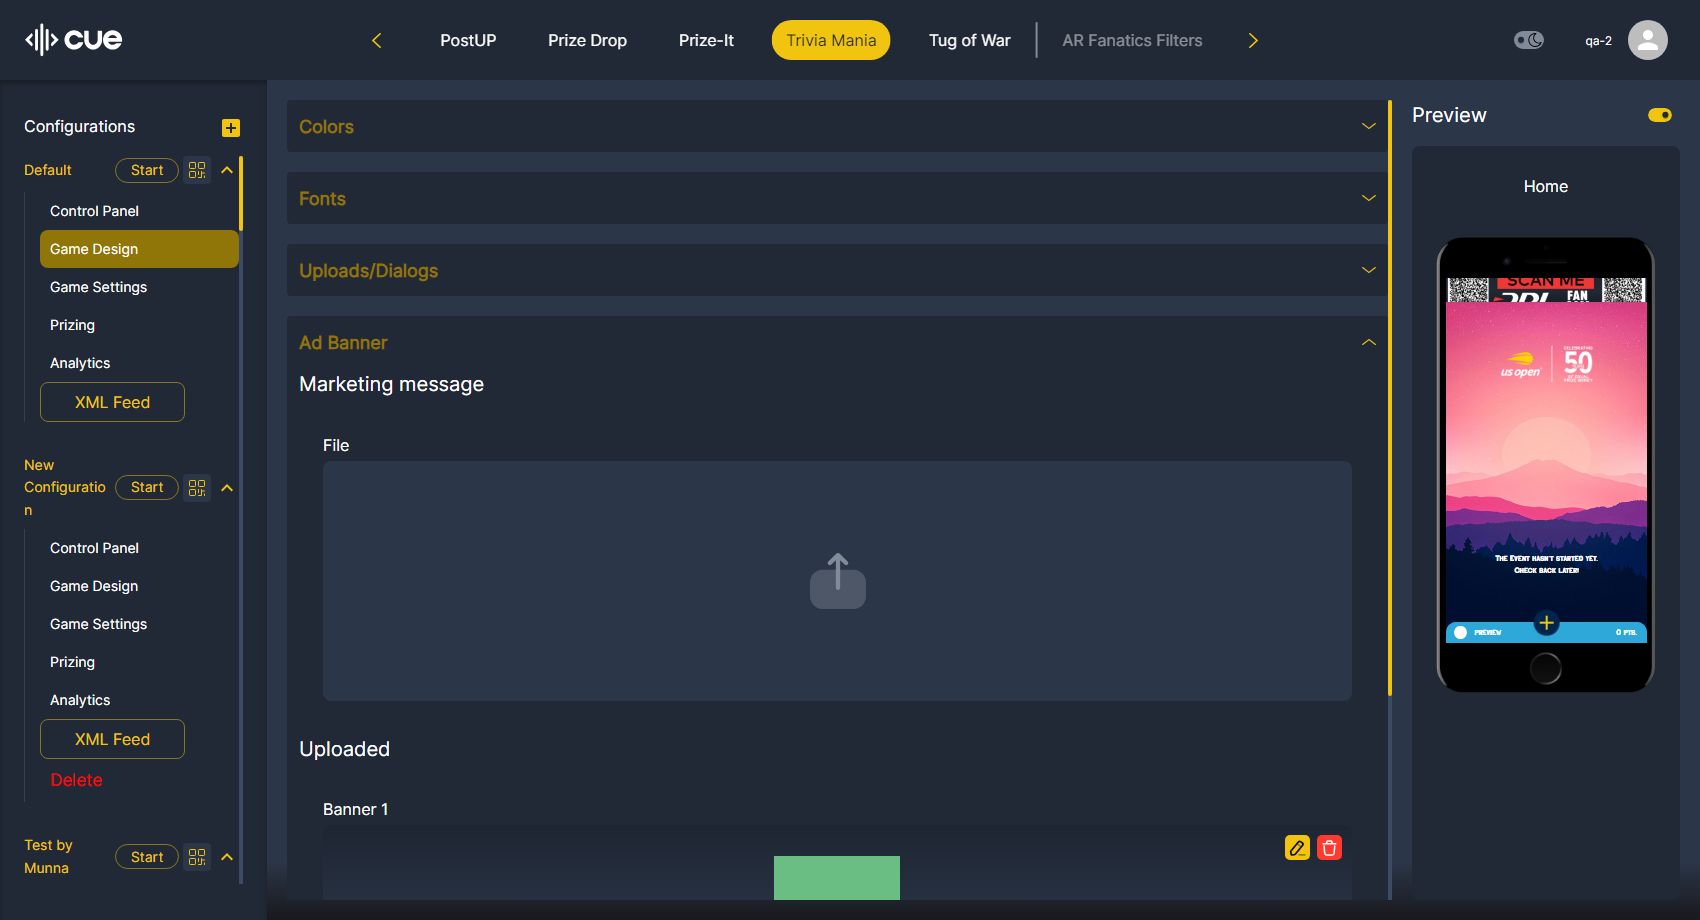 cue
PostUP
Prize Drop
Prize-It
Trivia Mania
Tug of War
AR Fanatics Filters
qa-2
Configurations
Default
Start
Control Panel
Game Design
Game Settings
Prizing
Analytics
XML Feed
New
Configuratio
n
Start
Control Panel
Game Design
Game Settings
Prizing
Analytics
XML Feed
Delete
Test by
Munna
Start
Colors
Fonts
Uploads/Dialogs
Ad Banner
Marketing message
File
Uploaded
Banner 1
Preview
Home
SCAN ME
FAN
us open
CELEBRATING
50
The Event hasn't started yet.
Check back later!
PREVIEW
0 PTS.